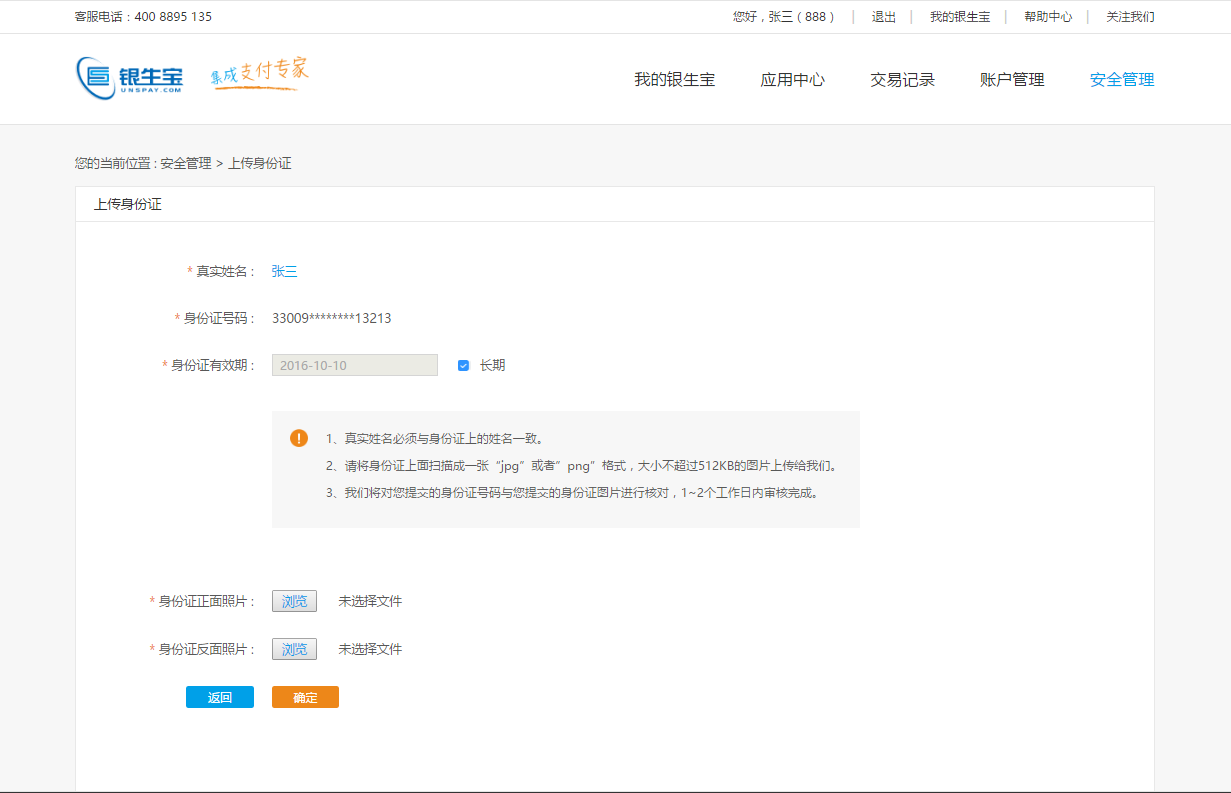 客服电话：400 8895 135
您好，张三（888） | 退出 | 我的银生宝 | 帮助中心 | 关注我们
银生宝
UNSPAY.COM
集成支付专家
我的银生宝 应用中心 交易记录 账户管理 安全管理
您的当前位置：安全管理 > 上传身份证
上传身份证
* 真实姓名： 张三
* 身份证号码： 33009********13213
* 身份证有效期： 2016-10-10 长期
1、真实姓名必须与身份证上的姓名一致。
2、请将身份证上面扫描成一张“jpg”或者”png”格式，大小不超过512KB的图片上传给我们。
3、我们将对您提交的身份证号码与您提交的身份证图片进行核对，1~2个工作日内审核完成。
* 身份证正面照片： 浏览 未选择文件
* 身份证反面照片： 浏览 未选择文件
返回 确定